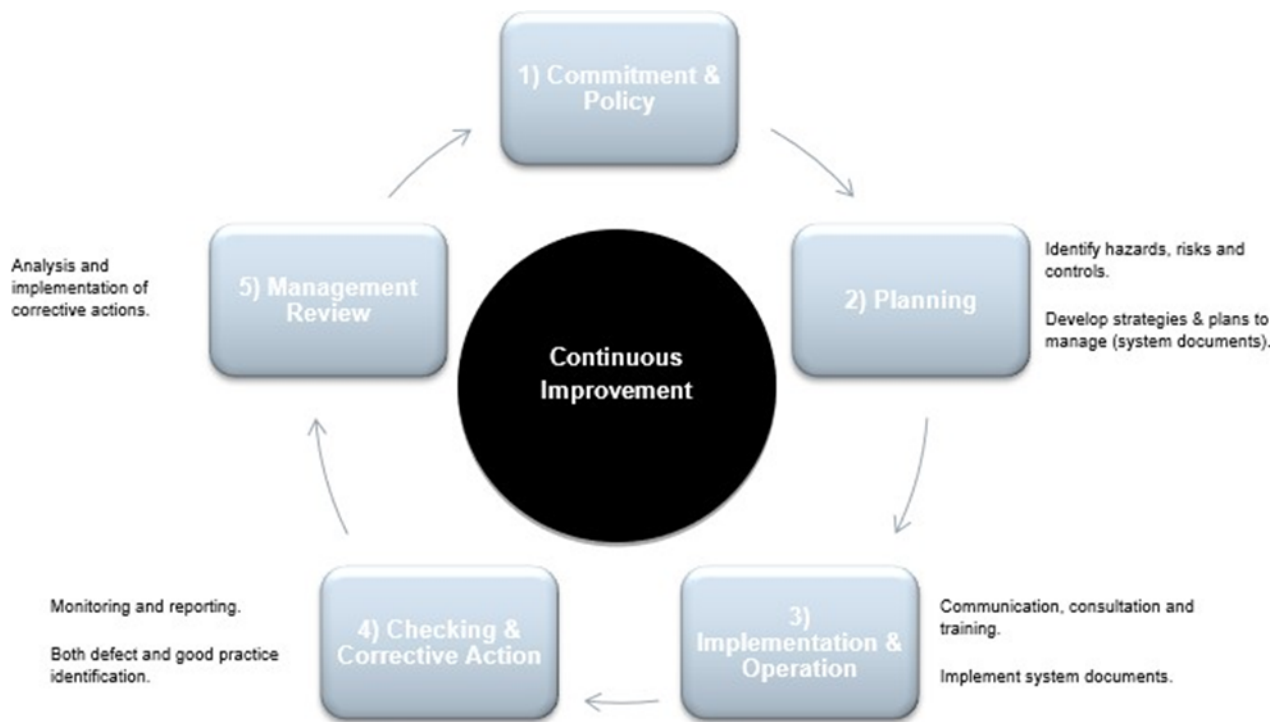 1) Commitment &
Policy
Identify hazards, risks and
controls.
Develop strategies & plans to
manage (system documents).
2) Planning
Communication, consultation and
training.
Implement system documents.
3)
Implementation &
Operation
4) Checking &
Corrective Action
Monitoring and reporting.
Both defect and good practice
identification.
5) Management
Review
Analysis and
implementation of
corrective actions.
Continuous
Improvement